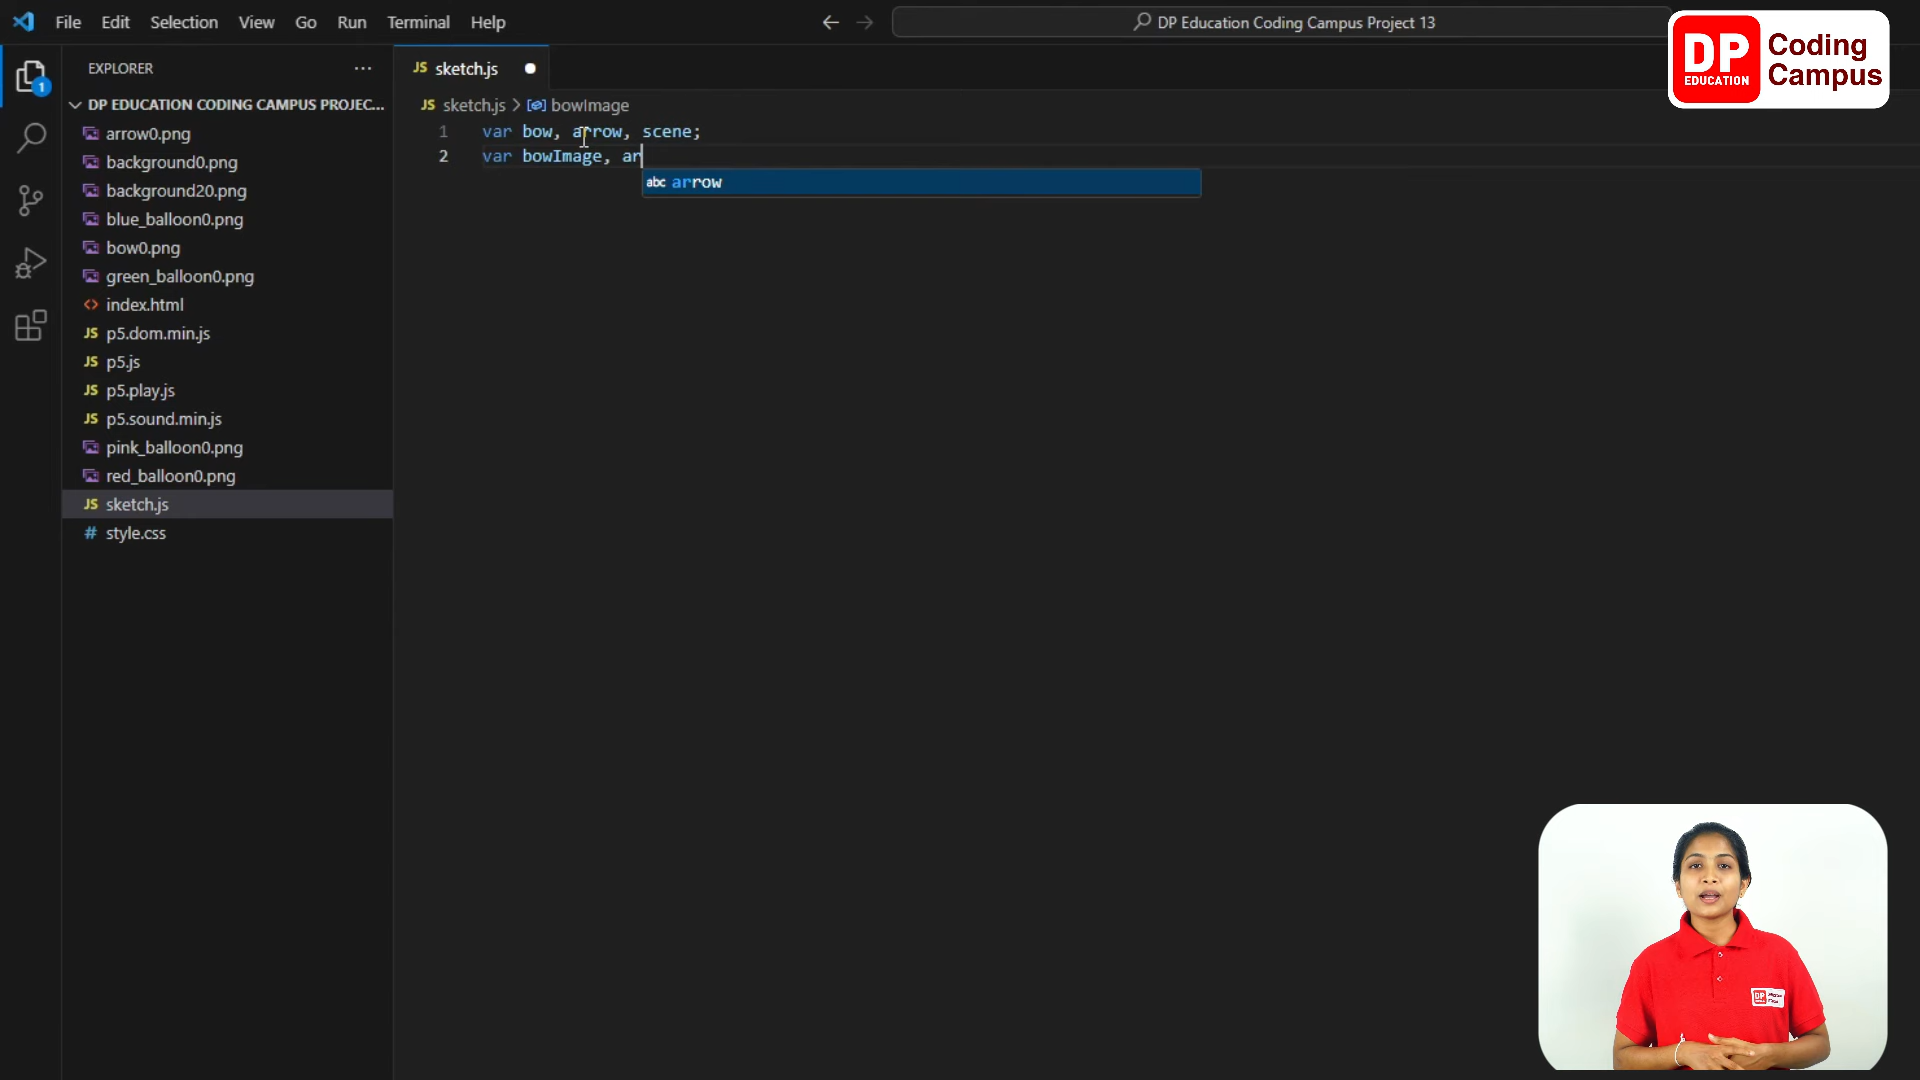 File Edit Selection View Go Run Terminal Help
DP Education Coding Campus Project 13
DP EDUCATION
Coding Campus
1
EXPLORER
DP EDUCATION CODING CAMPUS PROJEC...
arrow0.png
background0.png
background20.png
blue_balloon0.png
bow0.png
green_balloon0.png
index.html
p5.dom.min.js
p5.js
p5.play.js
p5.sound.min.js
pink_balloon0.png
red_balloon0.png
JS sketch.js
# style.css
JS sketch.js
JS sketch.js > bowImage
1 var bow, arrow, scene;
2 var bowImage, ar
abc arrow
DP